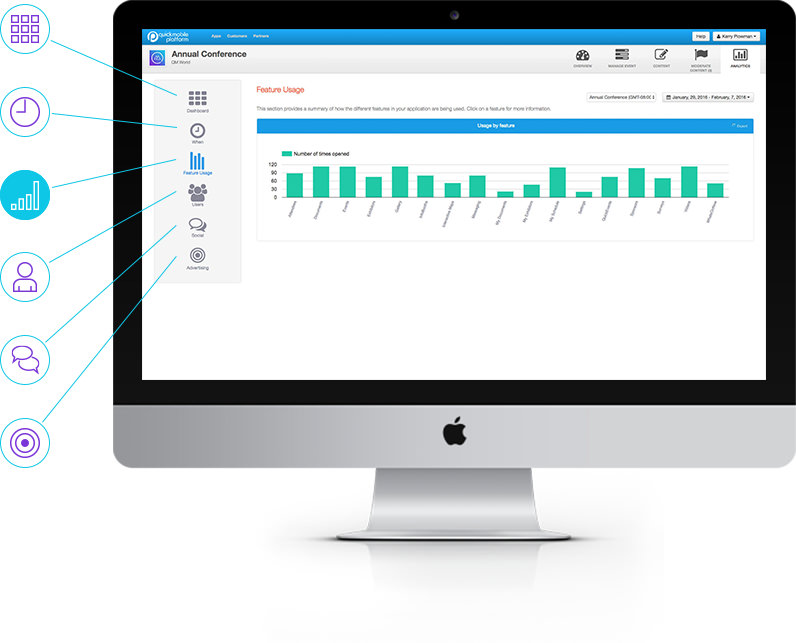 quickmobile
platform
Apps Customers Partners
Help
Kerry Plowman
Annual Conference
QM World
OVERVIEW
MANAGE EVENT
CONTENT
MODERATE
CONTENT (0)
ANALYTICS
Dashboard
When
Feature Usage
Users
Social
Advertising
Feature Usage
Annual Conference (GMT-08:00
January, 29, 2016 - February, 7, 2016
This section provides a summary of how the different features in your application are being used. Click on a feature for more information.
Usage by feature
Export
Number of times opened
120
90
60
30
0
Attendees
Documents
Events
Exhibitors
Gallery
InfoBooths
Interactive Maps
Messaging
My Documents
My Exhibitors
My Schedule
Settings
QuickEvents
Sponsors
Surveys
Videos
WhatsOnNow